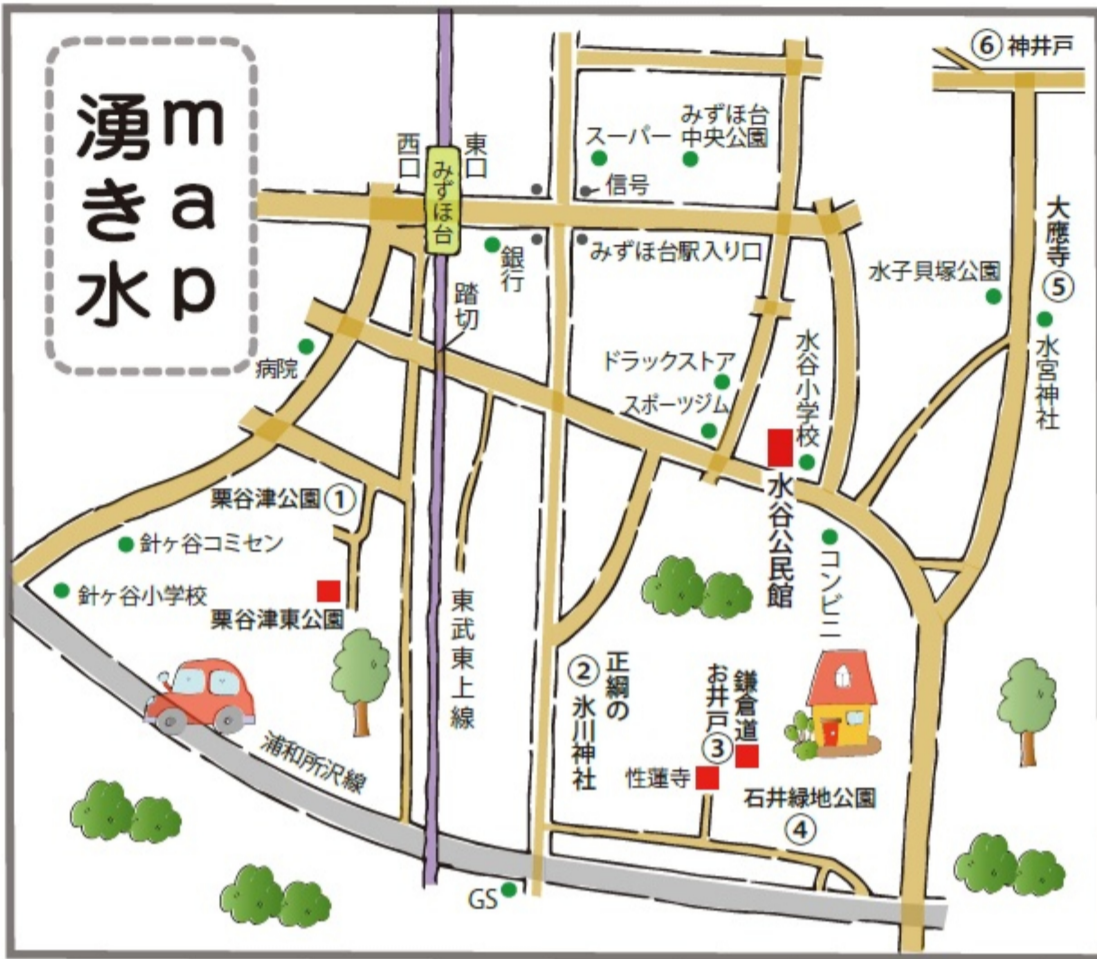 湧き水
map
⑥神井戸
西口
東口
みずほ台
スーパー
みずほ台
中央公園
信号
みずほ台駅入り口
銀行
踏切
病院
水子貝塚公園
大應寺⑤
水宮神社
ドラックストア
スポーツジム
水谷小学校
水谷公民館
コンビニ
栗谷津公園①
針ヶ谷コミセン
針ヶ谷小学校
栗谷津東公園
東武東上線
浦和所沢線
正綱の
②氷川神社
鎌倉道
お井戸③
性蓮寺
石井緑地公園
④
GS